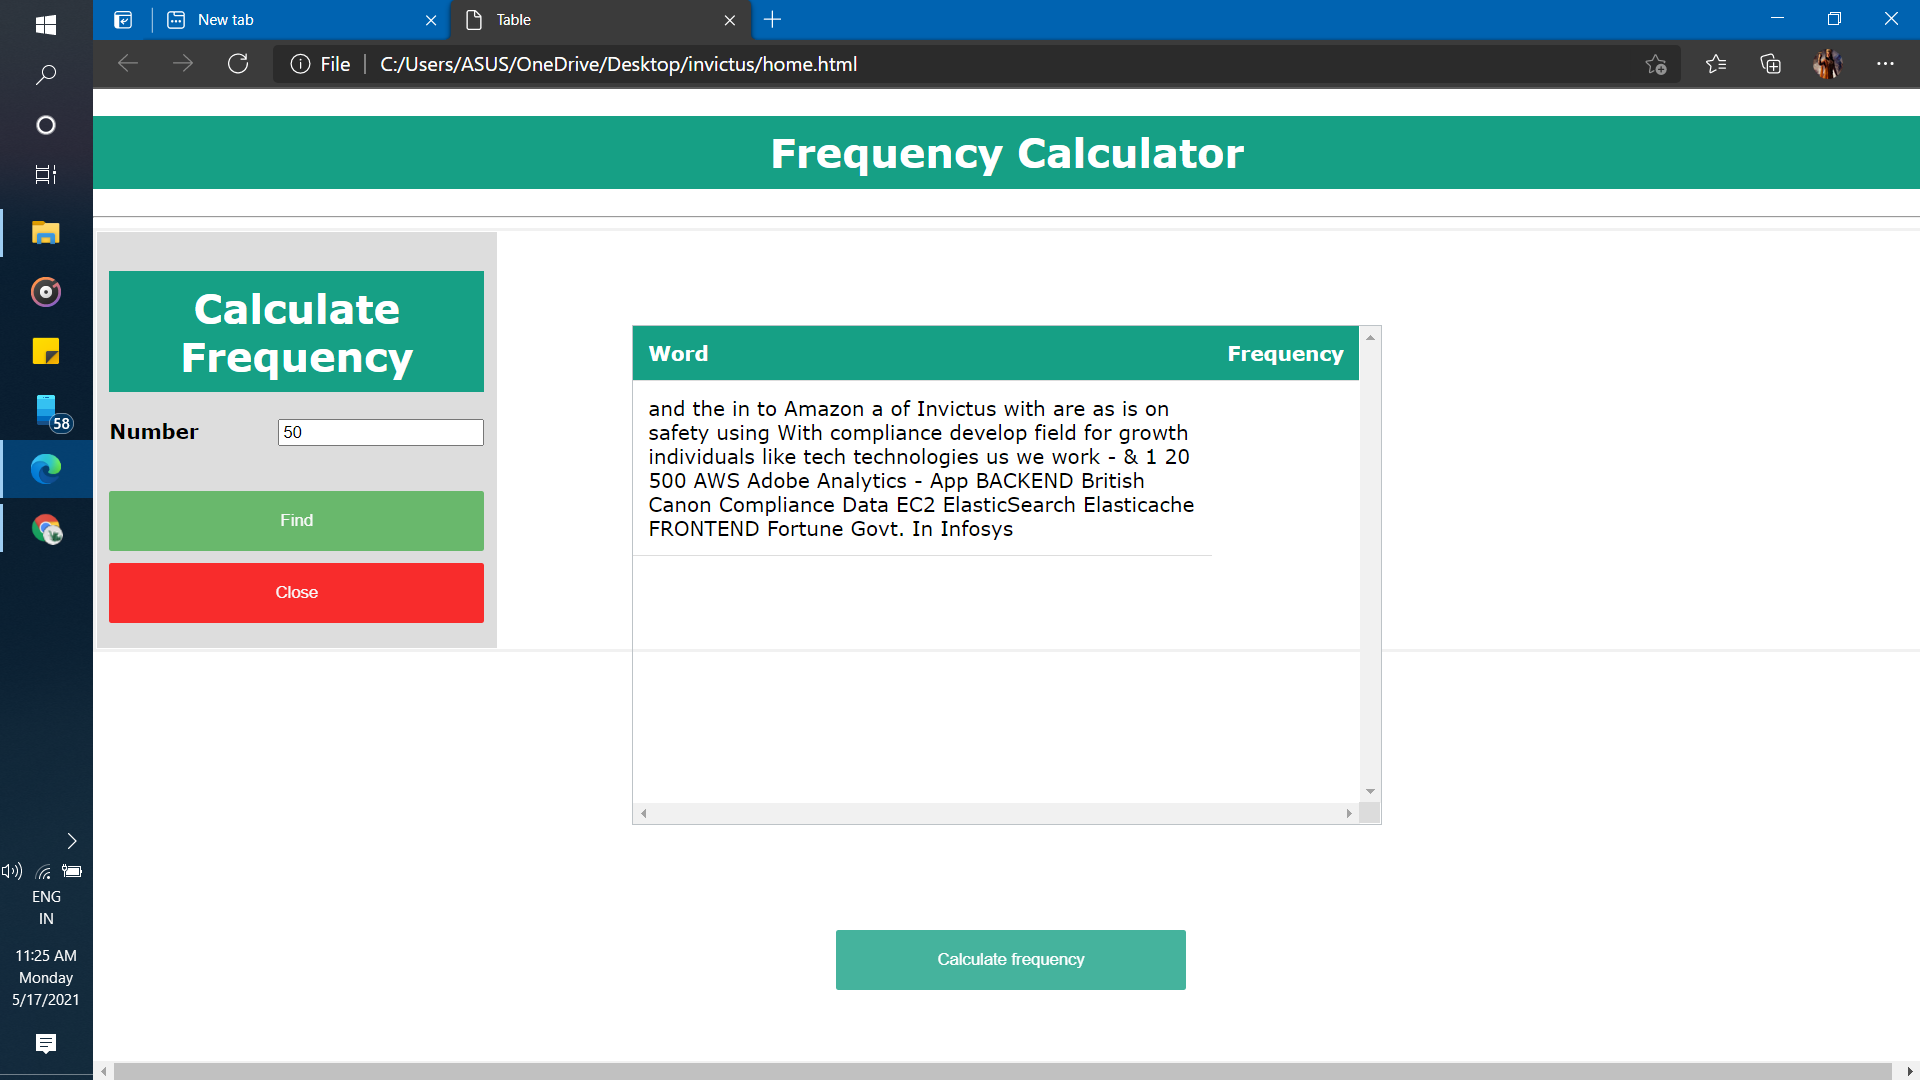 New tab
Table
File
C:/Users/ASUS/OneDrive/Desktop/invictus/home.html
Frequency Calculator
Calculate
Frequency
Number
50
Find
Close
Word
Frequency
and the in to Amazon a of Invictus with are as is on
safety using With compliance develop field for growth
individuals like tech technologies us we work - & 1 20
500 AWS Adobe Analytics - App BACKEND British
Canon Compliance Data EC2 ElasticSearch Elasticache
FRONTEND Fortune Govt. In Infosys
Calculate frequency
58
ENG
IN
11:25 AM
Monday
5/17/2021